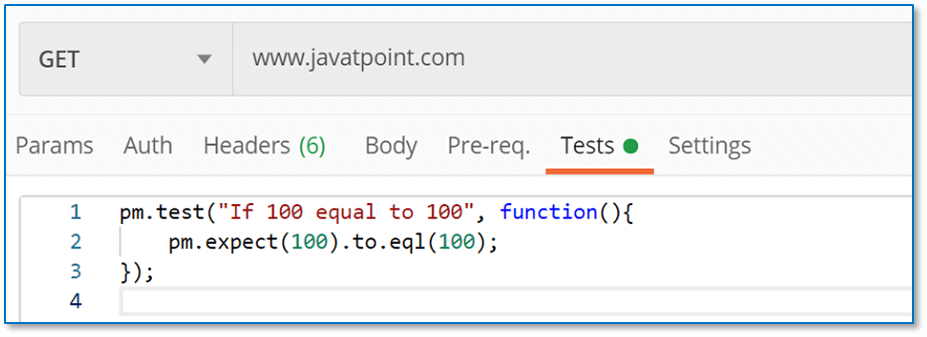 GET www.javatpoint.com
Params Auth Headers (6) Body Pre-req. Tests Settings
1 pm.test("If 100 equal to 100", function(){
2 pm.expect(100).to.eql(100);
3 });
4